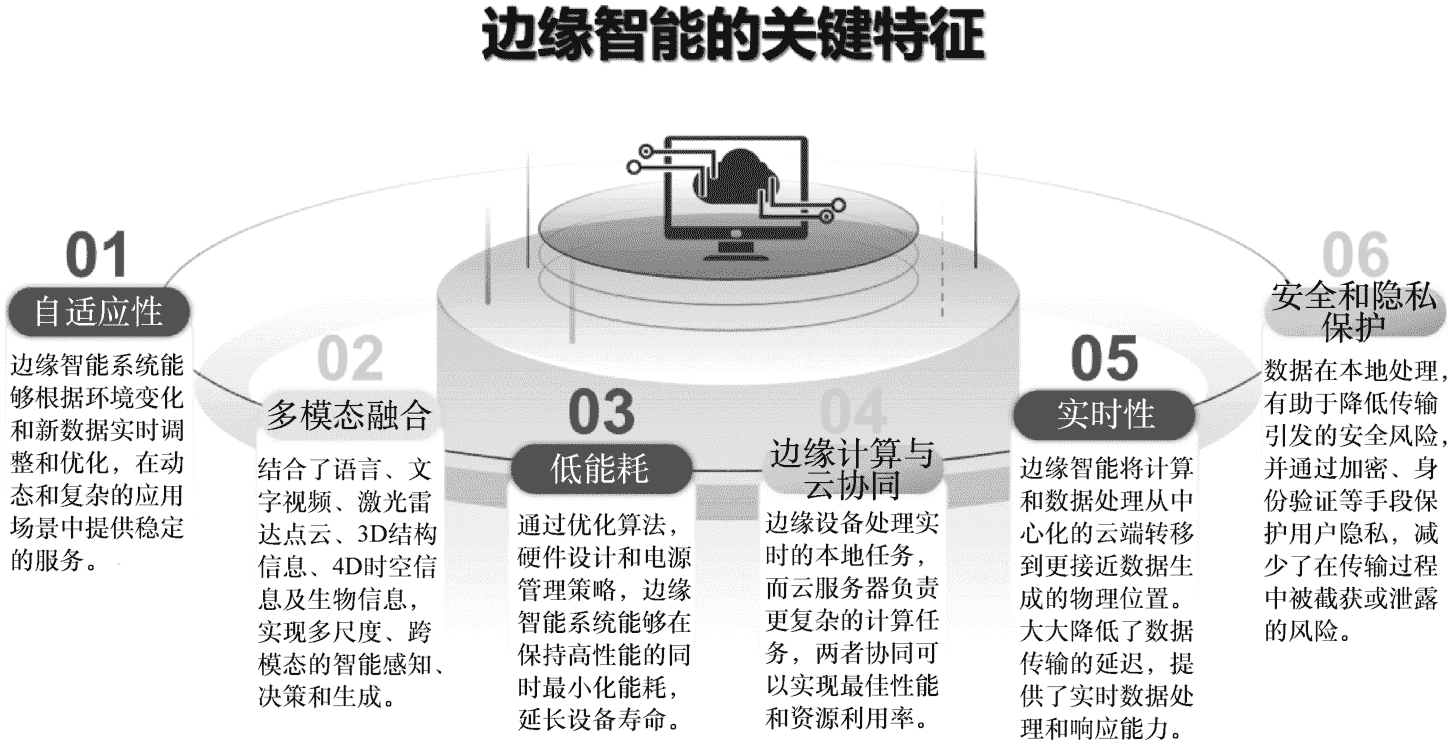 边缘智能的关键特征
01
自适应性
边缘智能系统能
够根据环境变化
和新数据实时调
整和优化，在动
态和复杂的应用
场景中提供稳定
的服务。
02
多模态融合
结合了语言、文
字视频、激光雷
达点云、3D结构
信息、4D时空信
息及生物信息，
实现多尺度、跨
模态的智能感知、
决策和生成。
03
低能耗
通过优化算法，
硬件设计和电源
管理策略，边缘
智能系统能够在
保持高性能的同
时最小化能耗，
延长设备寿命。
04
边缘计算与
云协同
边缘设备处理实
时的本地任务，
而云服务器负责
更复杂的计算任
务，两者协同可
以实现最佳性能
和资源利用率。
05
实时性
边缘智能将计算
和数据处理从中
心化的云端转移
到更接近数据生
成的物理位置。
大大降低了数据
传输的延迟，提
供了实时数据处
理和响应能力。
06
安全和隐私
保护
数据在本地处理，
有助于降低传输
引发的安全风险，
并通过加密、身
份验证等手段保
护用户隐私，减
少了在传输过程
中被截获或泄露
的风险。